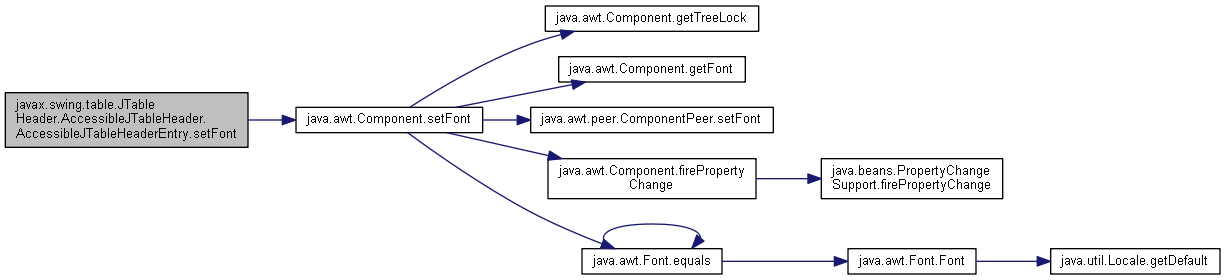 java.awt.Component.getTreeLock
java.awt.Component.getFont
javax.swing.table.JTable
Header.AccessibleJTableHeader.
AccessibleJTableHeaderEntry.setFont
java.awt.Component.setFont
java.awt.peer.ComponentPeer.setFont
java.awt.Component.fireProperty
Change
java.beans.PropertyChange
Support.firePropertyChange
java.awt.Font.equals
java.awt.Font.Font
java.util.Locale.getDefault